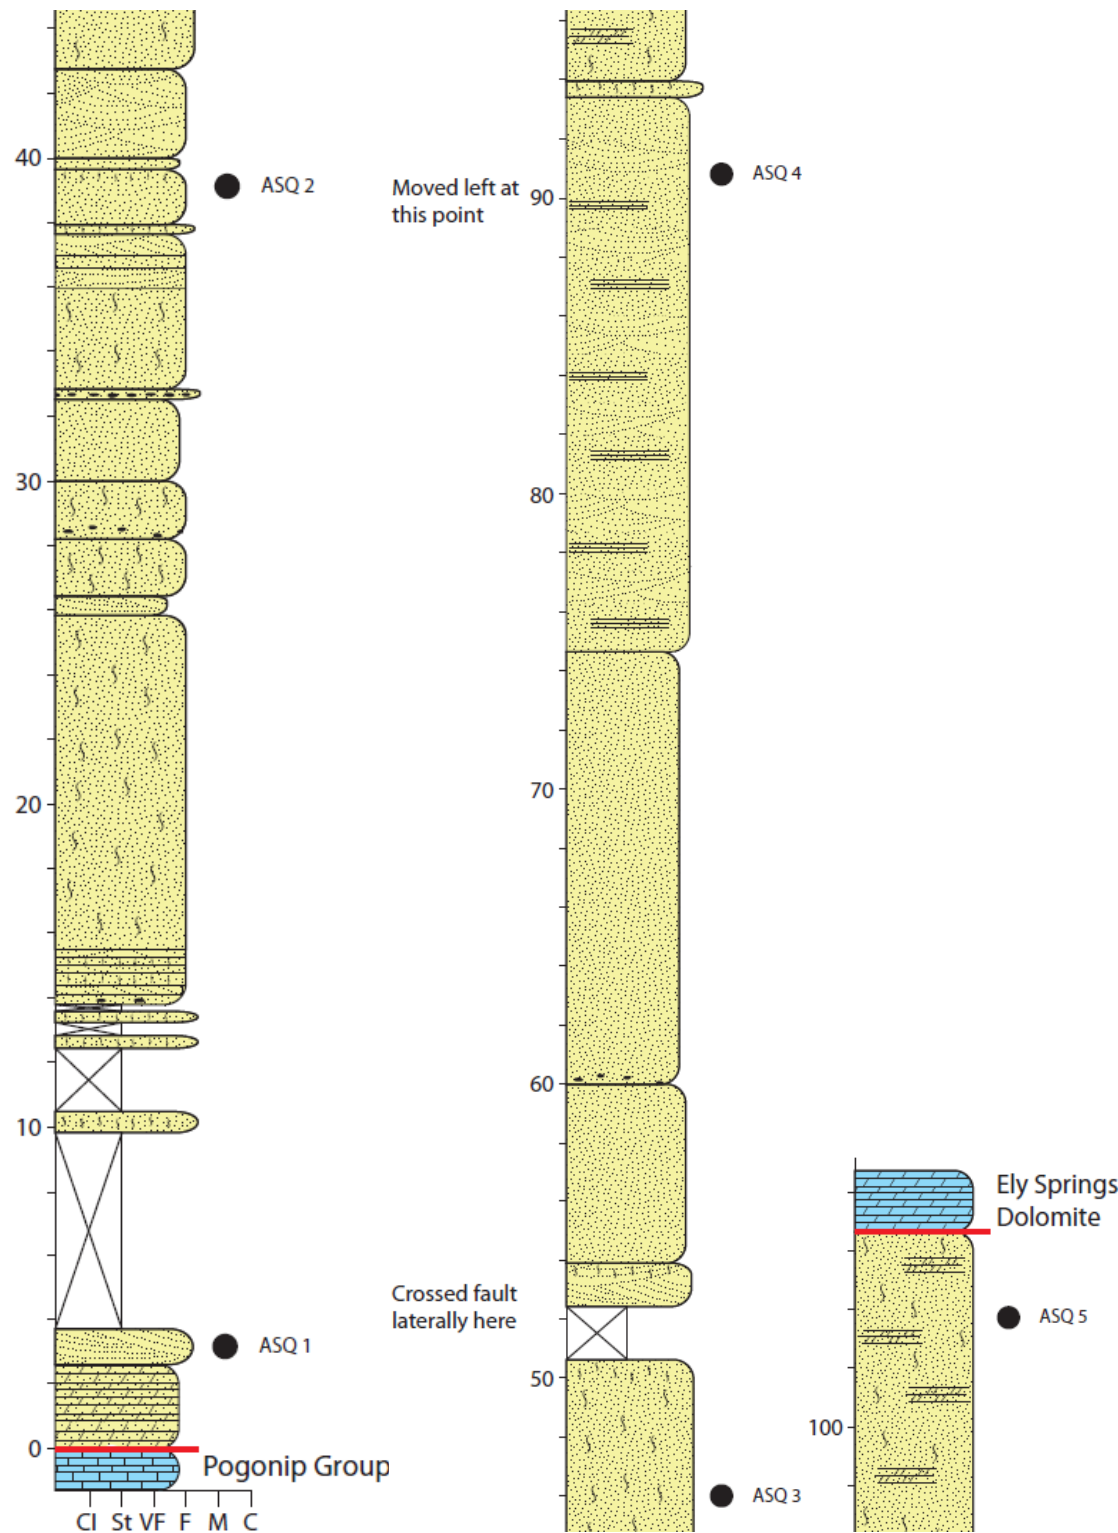 40
ASQ 2
30
20
10
ASQ 1
0
Pogonip Group
Cl St VF F M C
Moved left at
this point
90
ASQ 4
80
70
60
Crossed fault
laterally here
50
ASQ 3
Ely Springs
Dolomite
ASQ 5
100